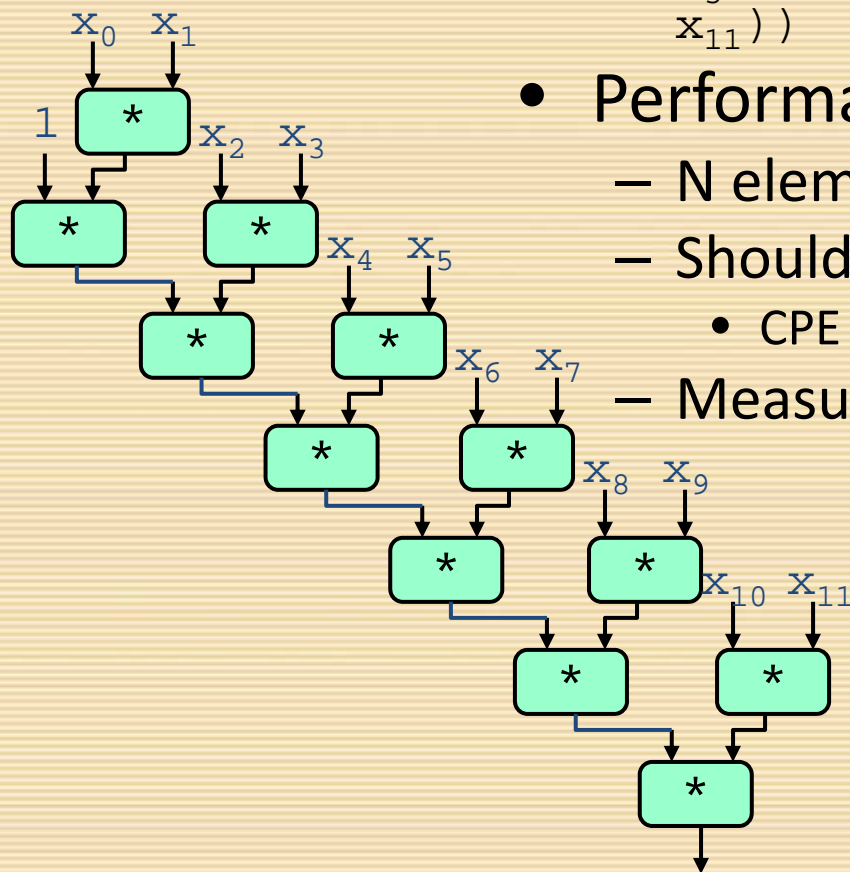 x₁₁))
x₀ x₁
• Performa
1 * x₂ x₃
– N elem
* * x₄ x₅
– Should
• CPE
* * x₆ x₇
– Measu
* * x₈ x₉
* * x₁₀ x₁₁
* *
*